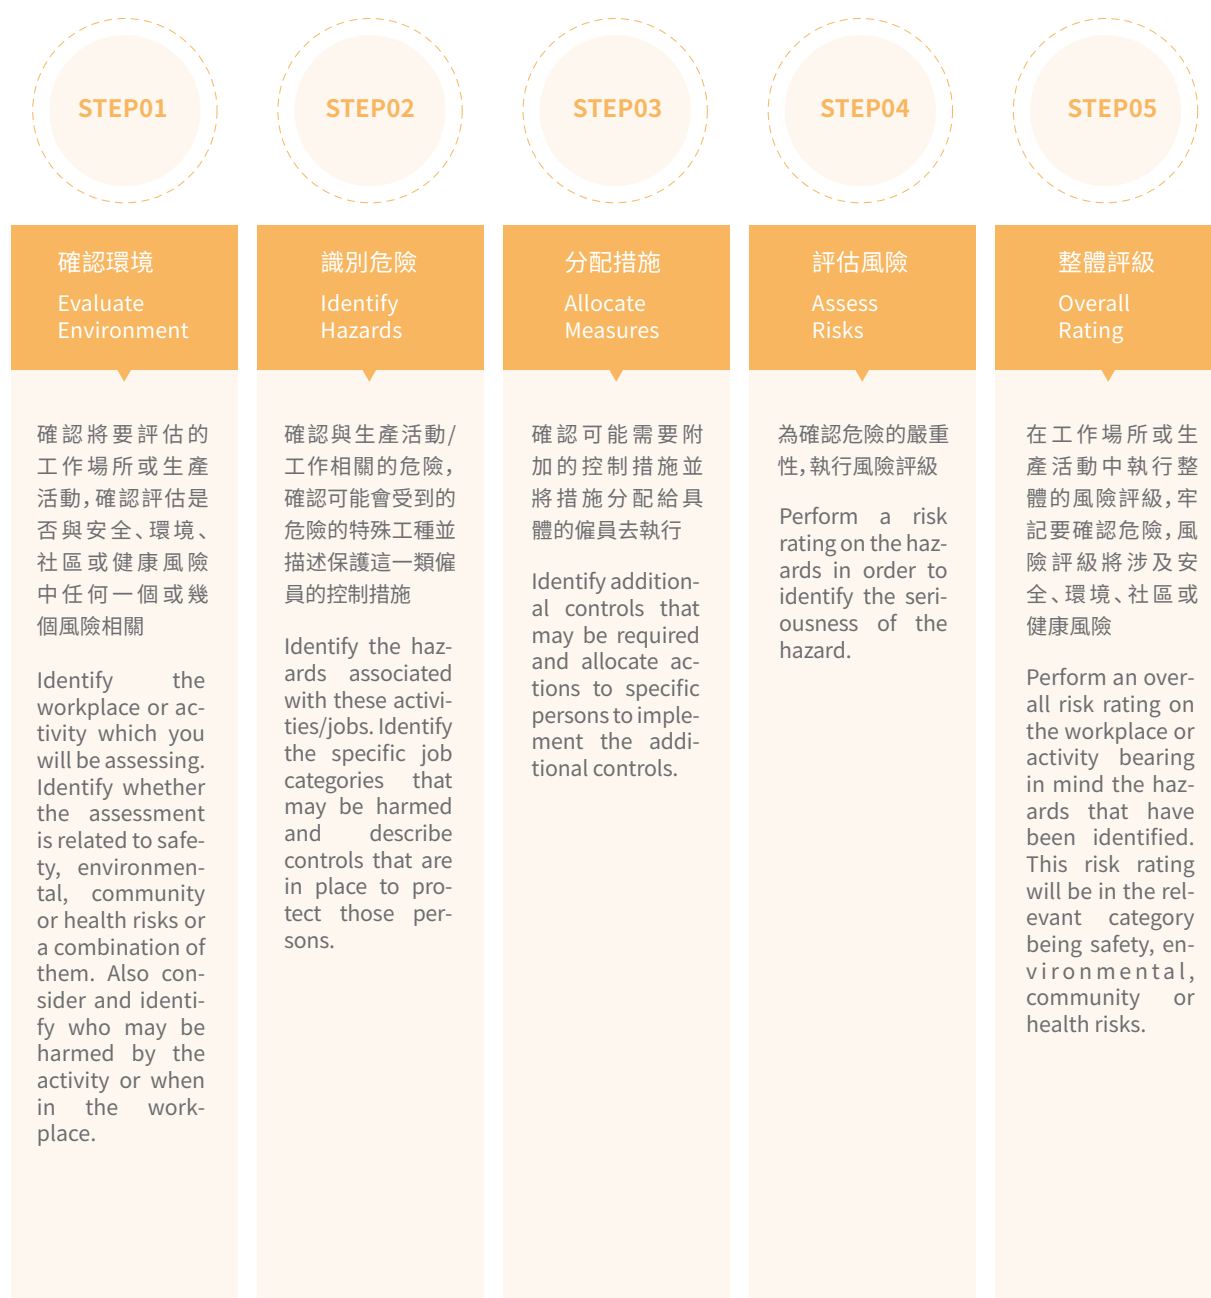 STEP01
確認環境
Evaluate
Environment
確認將要評估的
工作場所或生產
活動，確認評估是
否與安全、環境、
社區或健康風險
中任何一個或幾
個風險相關
Identify the
workplace or ac-
tivity which you
will be assessing.
Identify whether
the assessment
is related to safe-
ty, environmen-
tal, community
or health risks or
a combination of
them. Also con-
sider and identi-
fy who may be
harmed by the
activity or when
in the work-
place.
STEP02
識別危險
Identify
Hazards
確認與生產活動/
工作相關的危險，
確認可能會受到的
危險的特殊工種並
描述保護這一類僱
員的控制措施
Identify the haz-
ards associated
with these activi-
ties/jobs. Identify
the specific job
categories that
may be harmed
and describe
controls that are
in place to pro-
tect those per-
sons.
STEP03
分配措施
Allocate
Measures
確認可能需要附
加的控制措施並
將措施分配給具
體的僱員去執行
Identify addition-
al controls that
may be required
and allocate ac-
tions to specific
persons to imple-
ment the addi-
tional controls.
STEP04
評估風險
Assess
Risks
為確認危險的嚴重
性，執行風險評級
Perform a risk
rating on the haz-
ards in order to
identify the seri-
ousness of the
hazard.
STEP05
整體評級
Overall
Rating
在工作場所或生
產活動中執行整
體的風險評級，牢
記要確認危險，風
險評級將涉及安
全、環境、社區或
健康風險
Perform an over-
all risk rating on
the workplace or
activity bearing
in mind the haz-
ards that have
been identified.
This risk rating
will be in the rel-
evant category
being safety, en-
vironmental,
community or
health risks.